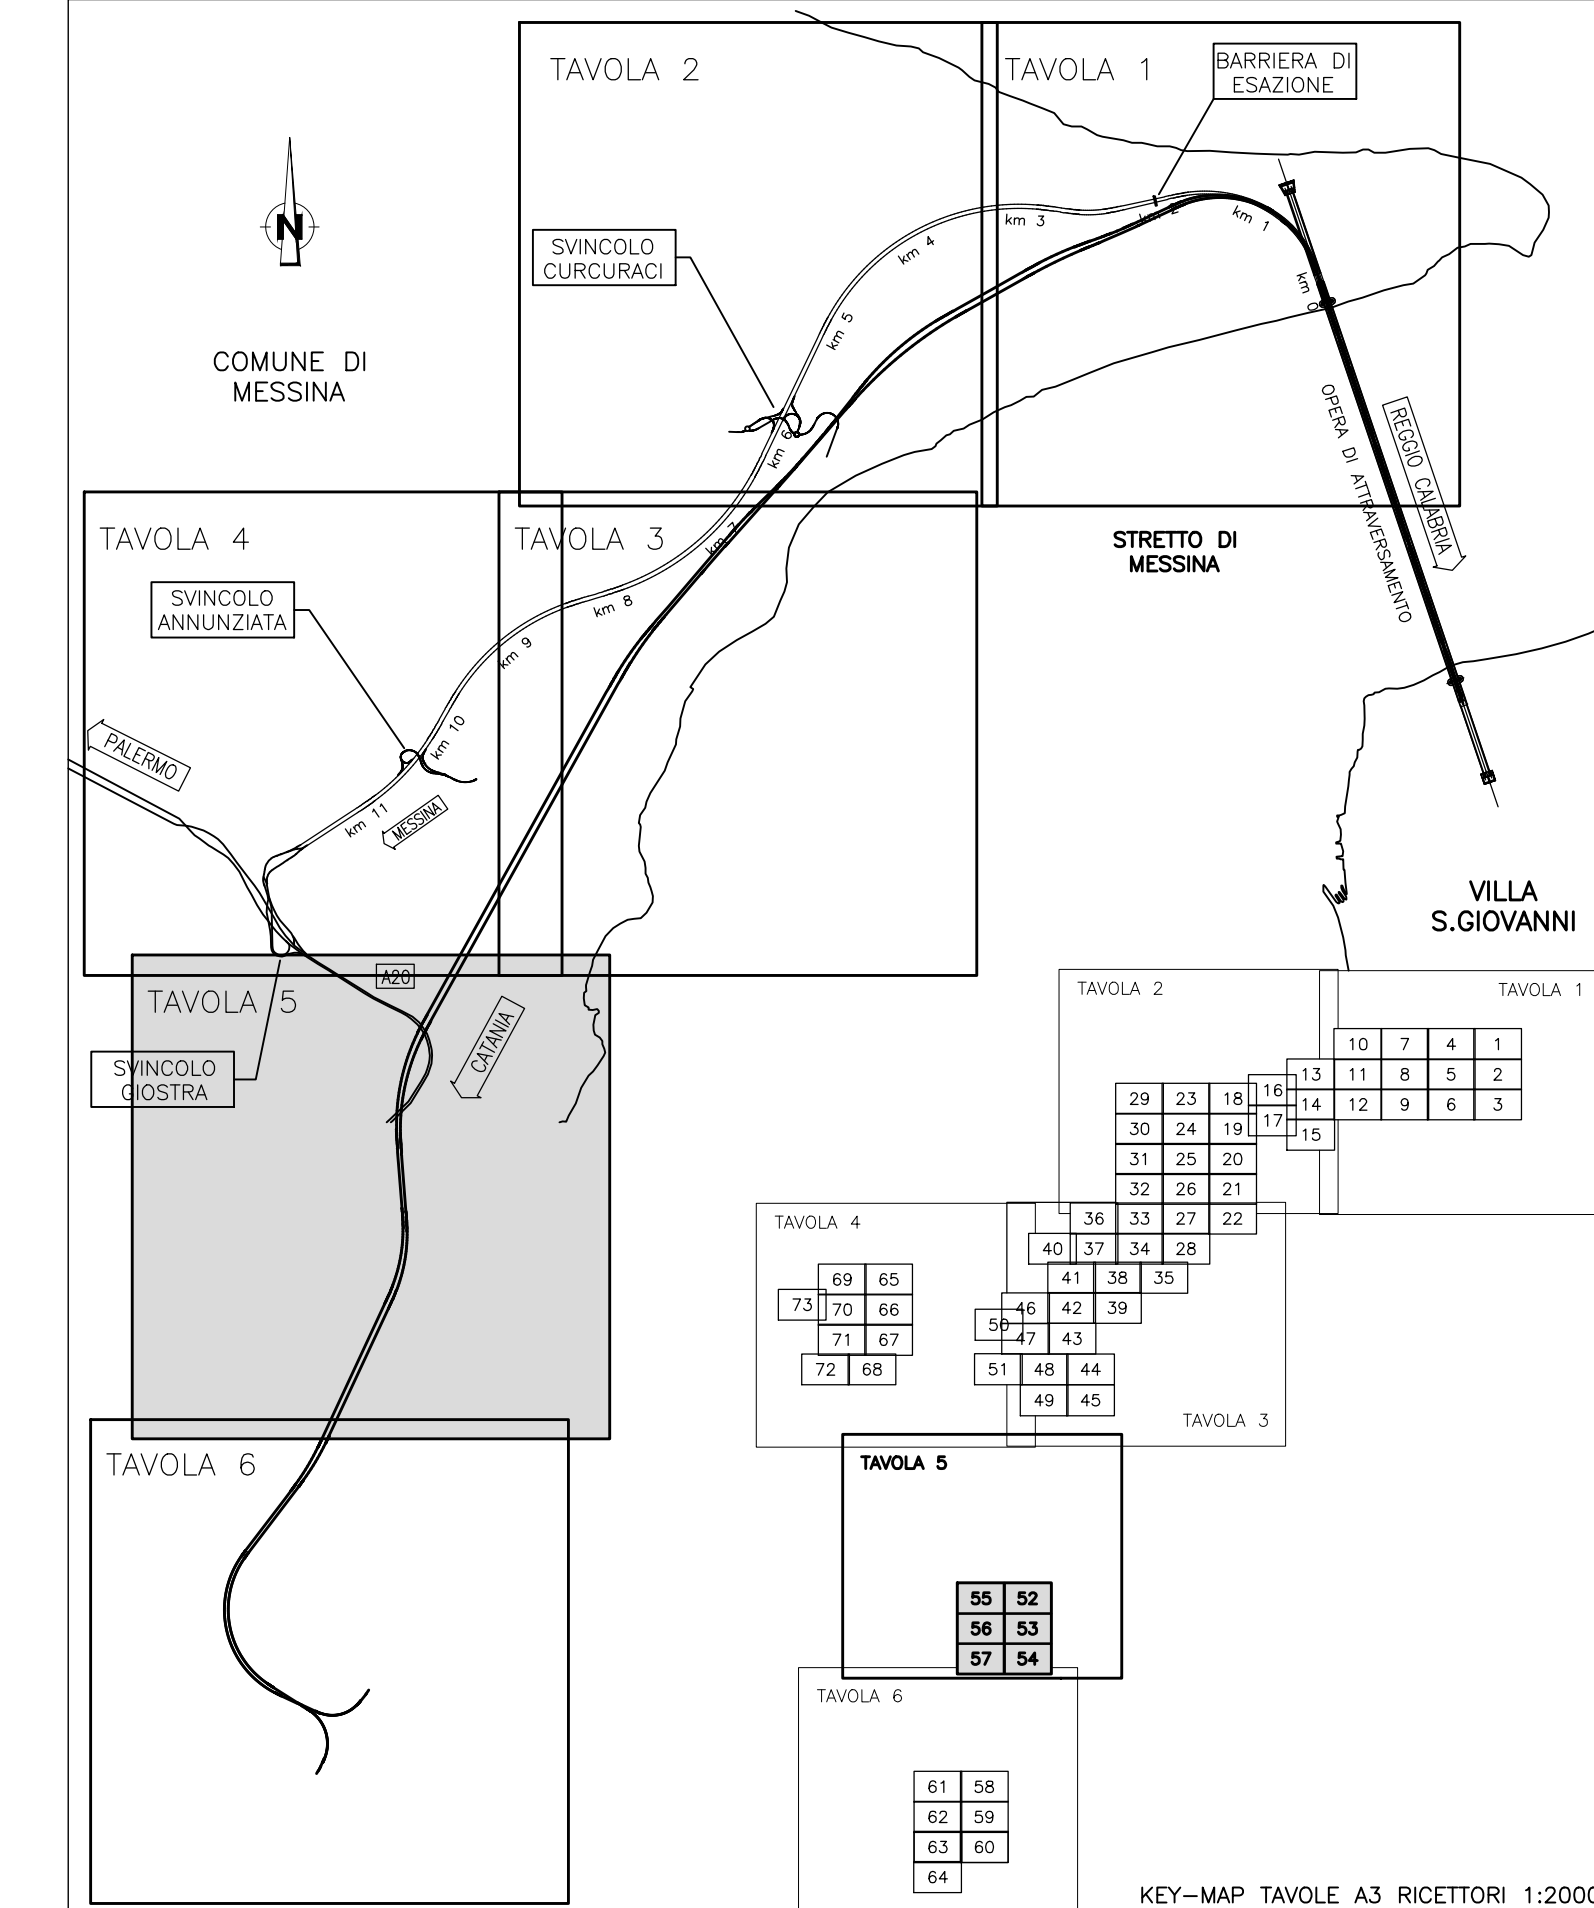 TAVOLA 2
TAVOLA 1
BARRIERA DI
ESAZIONE
N
SVINCOLO
CURCURACI
COMUNE DI
MESSINA
km 0
km 1
km 2
km 3
km 4
km 5
km 6
km 7
km 8
km 9
km 10
km 11
OPERA DI ATTRAVERSAMENTO
REGGIO CALABRIA
TAVOLA 4
TAVOLA 3
STRETTO DI
MESSINA
SVINCOLO
ANNUNZIATA
PALERMO
MESSINA
VILLA
S.GIOVANNI
A20
TAVOLA 5
CATANIA
SVINCOLO
GIOSTRA
TAVOLA 6
TAVOLA 2
TAVOLA 1
10 7 4 1
13 11 8 5 2
16
14 12 9 6 3
17
15
29 23 18
30 24 19
31 25 20
32 26 21
36 33 27 22
40 37 34 28
TAVOLA 4
41 38 35
46 42 39
50
47 43
51 48 44
49 45
TAVOLA 3
69 65
73
70 66
71 67
72 68
TAVOLA 5
55 52
56 53
57 54
TAVOLA 6
61 58
62 59
63 60
64
KEY-MAP TAVOLE A3 RICETTORI 1:2000